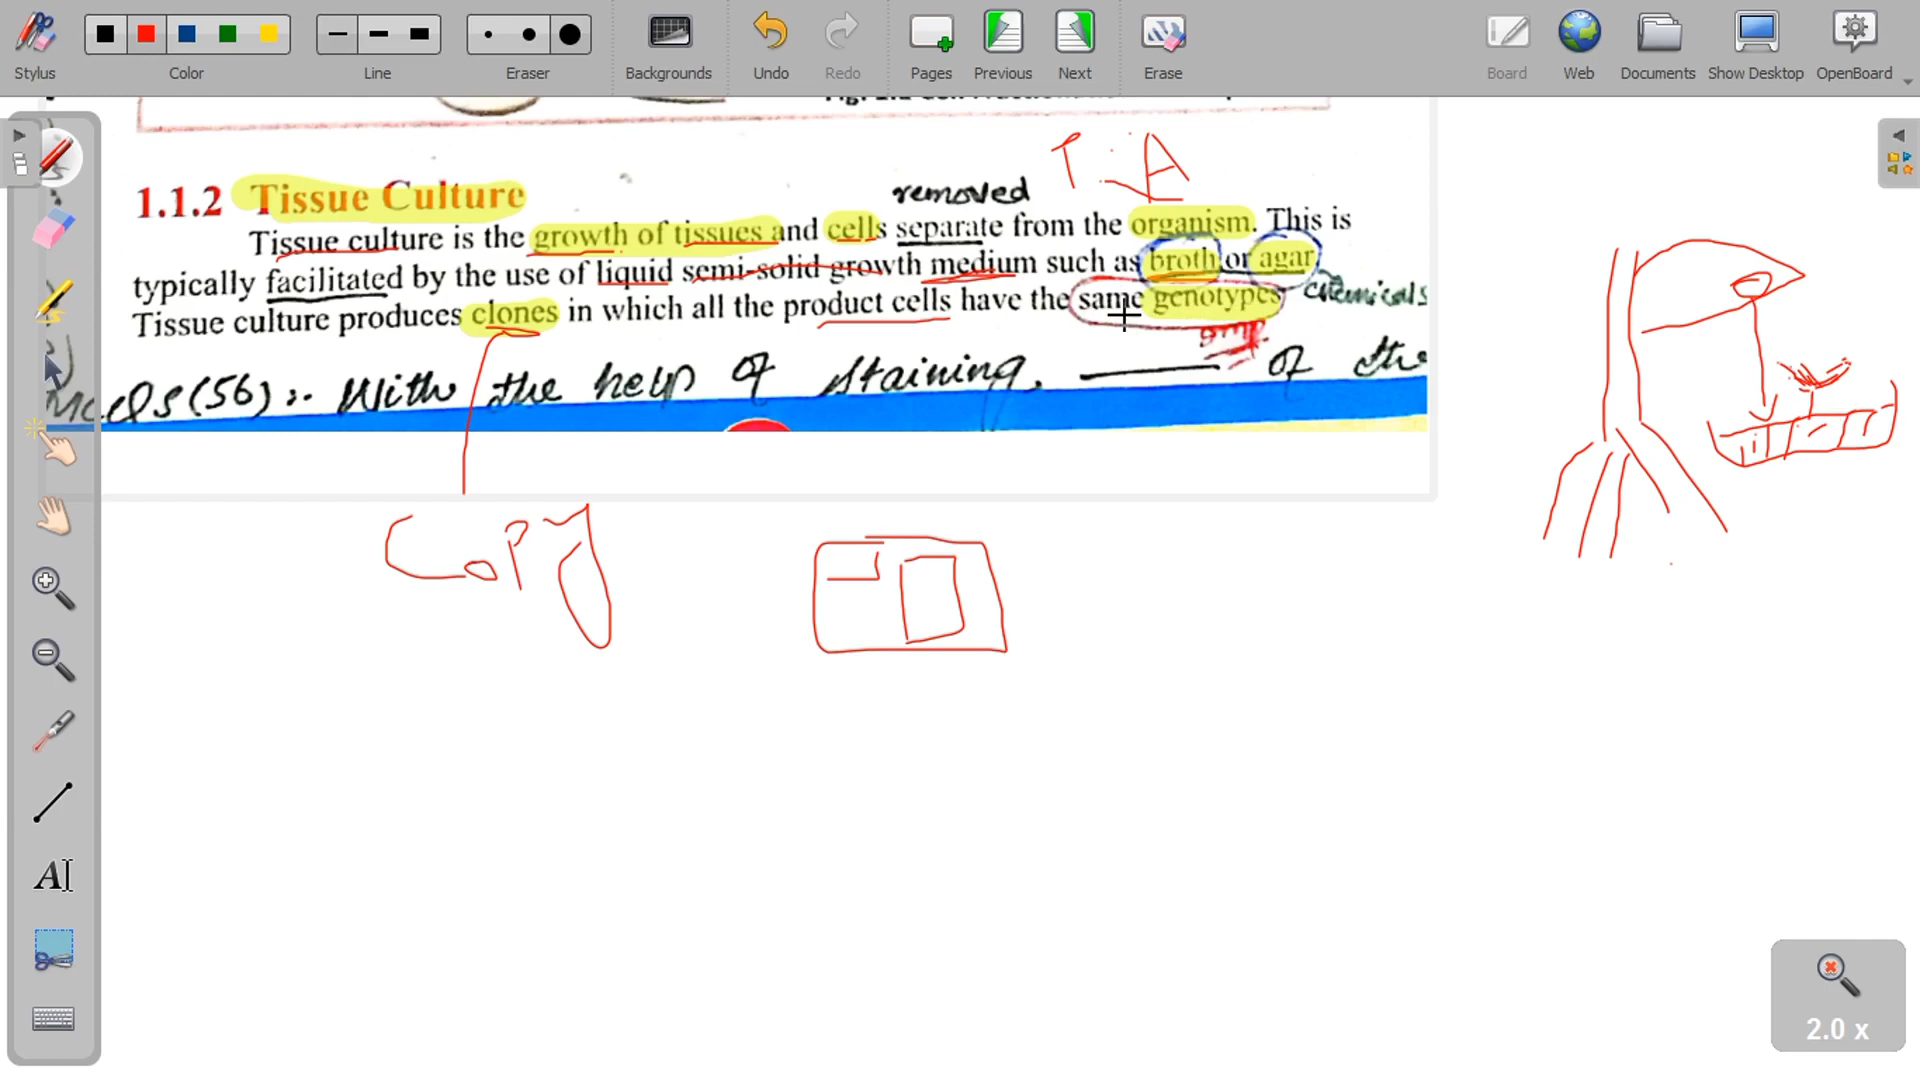 Stylus Color Line Eraser Backgrounds Undo Redo Pages Previous Next Erase Board Web Documents Show Desktop OpenBoard
T.A
1.1.2 Tissue Culture
removed
Tissue culture is the growth of tissues and cells separate from the organism. This is
typically facilitated by the use of liquid semi-solid growth medium such as broth or agar
chemicals
Tissue culture produces clones in which all the product cells have the same genotypes
imp
McQs(56):- With the help of staining, ______ of the
Copy
A
2.0 x